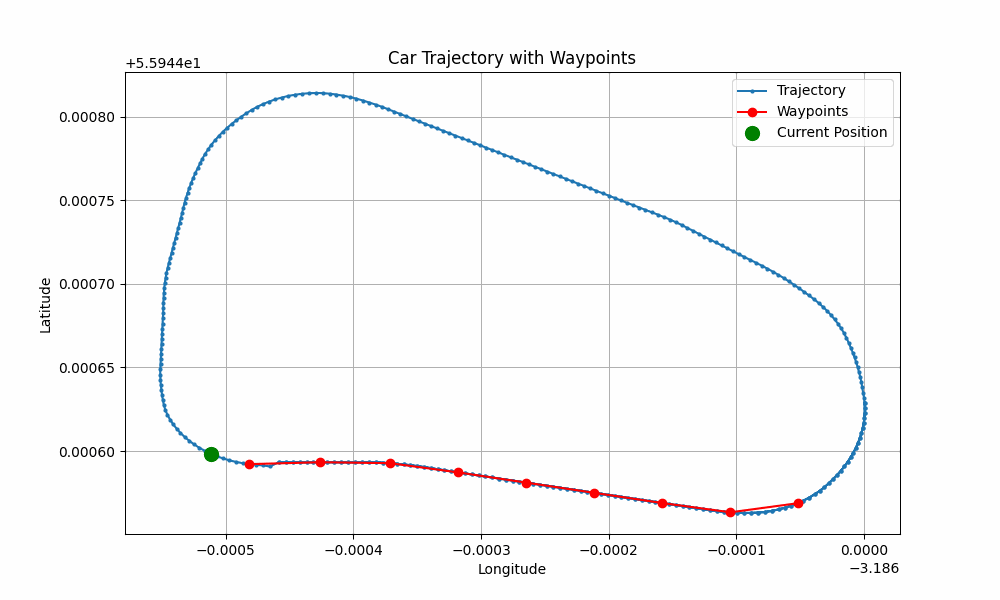 Car Trajectory with Waypoints
+5.5944e1
Trajectory
Waypoints
Current Position
0.00080
0.00075
0.00070
0.00065
0.00060
Latitude
−0.0005
−0.0004
−0.0003
−0.0002
−0.0001
0.0000
Longitude
−3.186